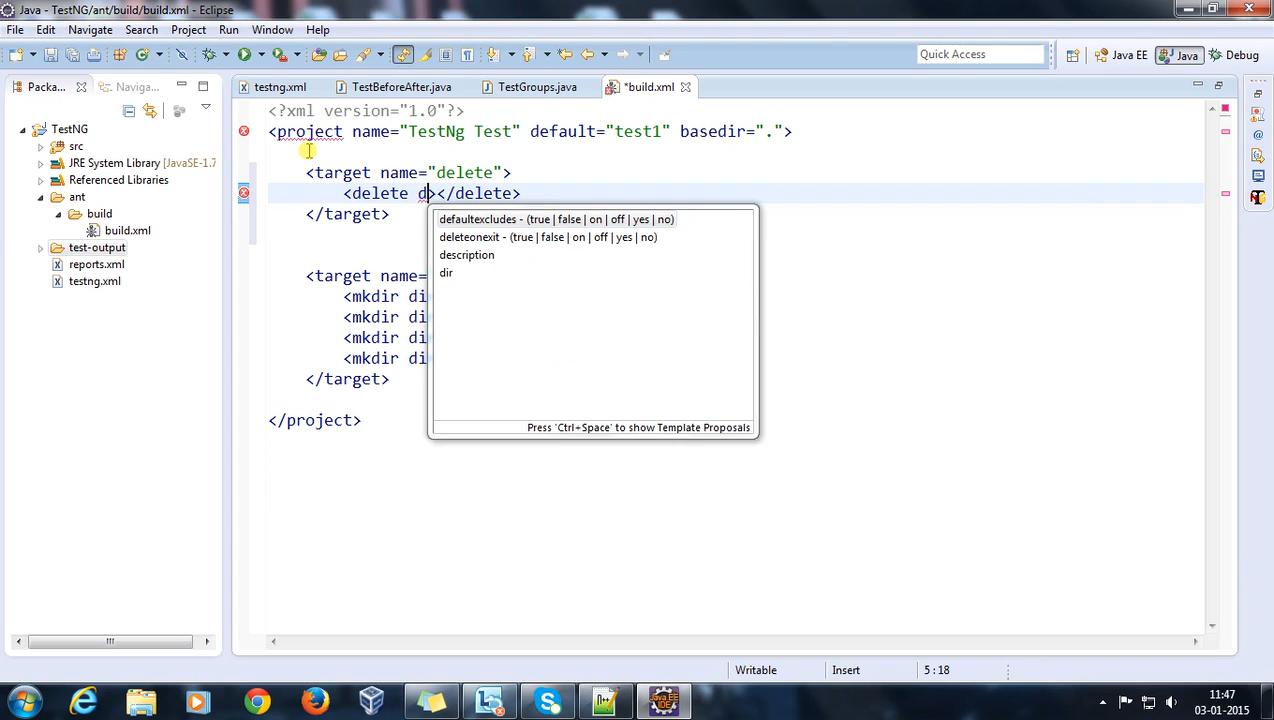 Java - TestNG/ant/build/build.xml - Eclipse
File Edit Navigate Search Project Run Window Help
Quick Access Java EE Java Debug
Packa... Naviga... testng.xml TestBeforeAfter.java TestGroups.java *build.xml
TestNG
src
JRE System Library [JavaSE-1.7
Referenced Libraries
ant
build
build.xml
test-output
reports.xml
testng.xml
<?xml version="1.0"?>
<project name="TestNg Test" default="test1" basedir=".">
<target name="delete">
<delete d></delete>
</target>
<target name=
<mkdir di
<mkdir di
<mkdir di
<mkdir di
</target>
</project>
defaultexcludes - (true | false | on | off | yes | no)
deleteonexit - (true | false | on | off | yes | no)
description
dir
Press 'Ctrl+Space' to show Template Proposals
Writable Insert 5 : 18
11:47
03-01-2015